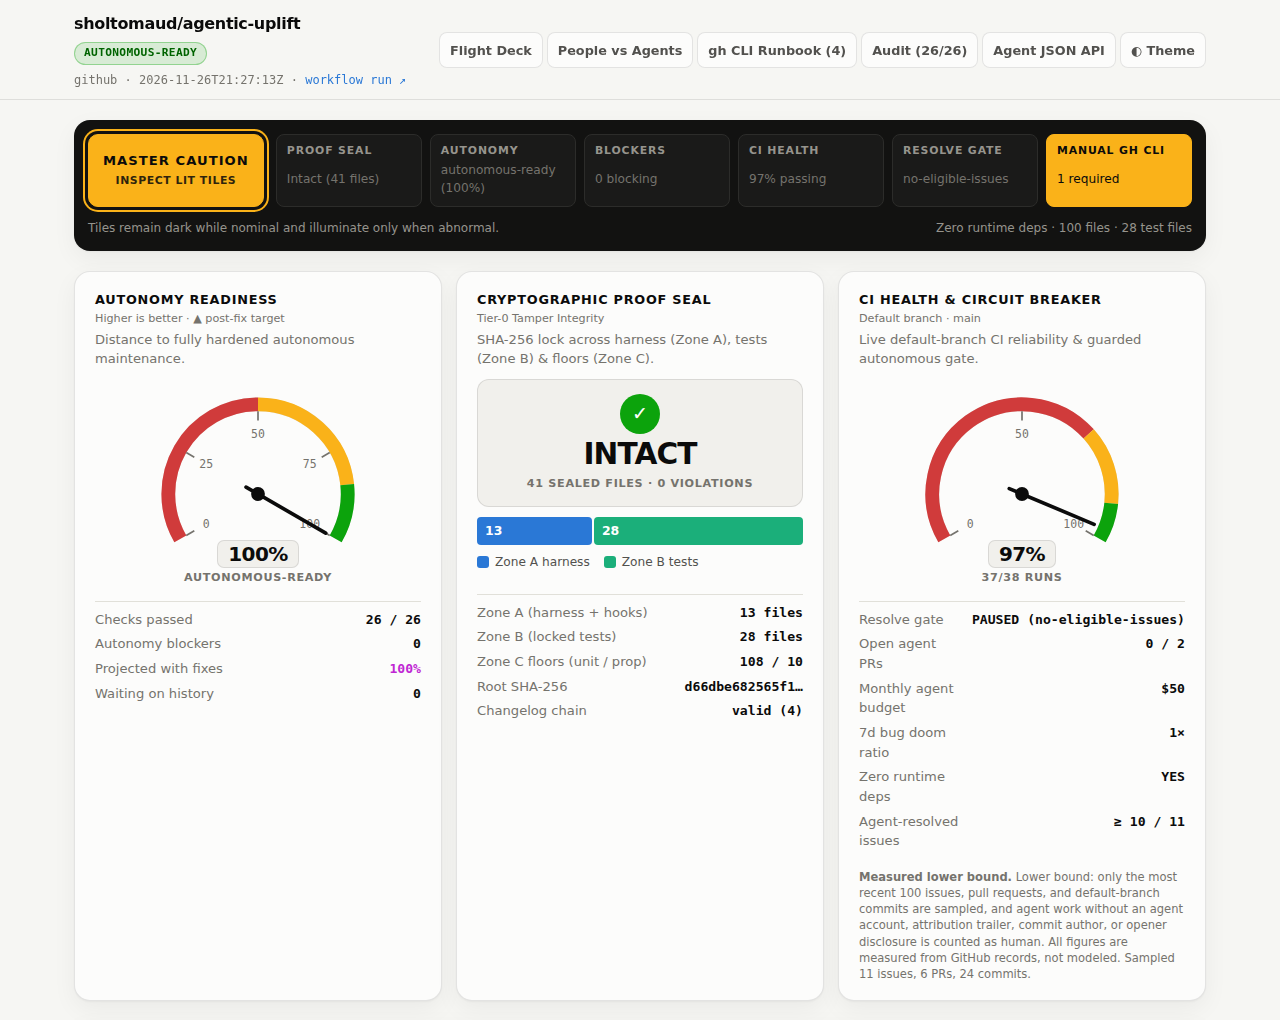 sholtomaud/agentic-uplift
AUTONOMOUS-READY
github · 2026-11-26T21:27:13Z · workflow run ↗
Flight Deck
People vs Agents
gh CLI Runbook (4)
Audit (26/26)
Agent JSON API
◐ Theme
MASTER CAUTION
INSPECT LIT TILES
PROOF SEAL
Intact (41 files)
AUTONOMY
autonomous-ready
(100%)
BLOCKERS
0 blocking
CI HEALTH
97% passing
RESOLVE GATE
no-eligible-issues
MANUAL GH CLI
1 required
Tiles remain dark while nominal and illuminate only when abnormal.
Zero runtime deps · 100 files · 28 test files
AUTONOMY READINESS
Higher is better · ▲ post-fix target
Distance to fully hardened autonomous
maintenance.
0
25
50
75
100
100%
AUTONOMOUS-READY
Checks passed 26 / 26
Autonomy blockers 0
Projected with fixes 100%
Waiting on history 0
CRYPTOGRAPHIC PROOF SEAL
Tier-0 Tamper Integrity
SHA-256 lock across harness (Zone A), tests
(Zone B) & floors (Zone C).
✓
INTACT
41 SEALED FILES · 0 VIOLATIONS
13
28
Zone A harness
Zone B tests
Zone A (harness + hooks) 13 files
Zone B (locked tests) 28 files
Zone C floors (unit / prop) 108 / 10
Root SHA-256 d66dbe682565f1…
Changelog chain valid (4)
CI HEALTH & CIRCUIT BREAKER
Default branch · main
Live default-branch CI reliability & guarded
autonomous gate.
0
50
100
97%
37/38 RUNS
Resolve gate PAUSED (no-eligible-issues)
Open agent
PRs
0 / 2
Monthly agent
budget
$50
7d bug doom
ratio
1×
Zero runtime
deps
YES
Agent-resolved
issues
≥ 10 / 11
Measured lower bound. Lower bound: only the most
recent 100 issues, pull requests, and default-branch
commits are sampled, and agent work without an agent
account, attribution trailer, commit author, or opener
disclosure is counted as human. All figures are
measured from GitHub records, not modeled. Sampled
11 issues, 6 PRs, 24 commits.